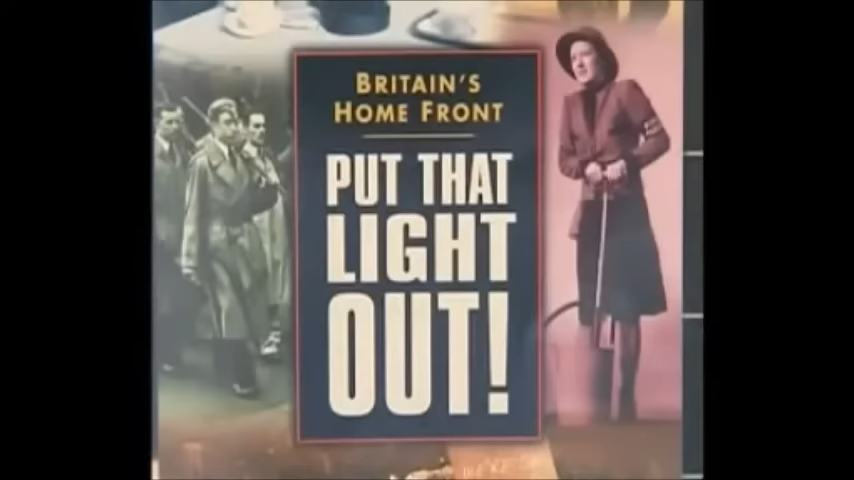 BRITAIN'S
HOME FRONT
PUT THAT
LIGHT
OUT!